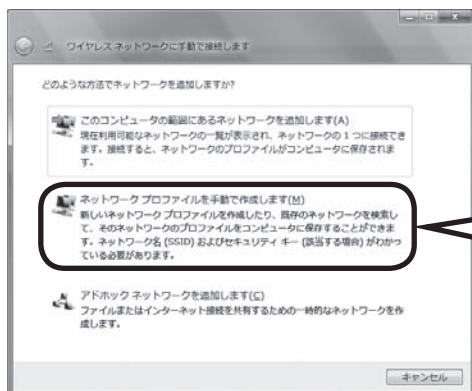 ワイヤレス ネットワークに手動で接続します
どのような方法でネットワークを追加しますか?
このコンピュータの範囲にあるネットワークを追加します(A)
現在利用可能なネットワークの一覧が表示され、ネットワークの 1 つに接続でき
ます。接続すると、ネットワークのプロファイルがコンピュータに保存されま
す。
ネットワーク プロファイルを手動で作成します(M)
新しいネットワーク プロファイルを作成したり、既存のネットワークを検索し
て、そのネットワークのプロファイルをコンピュータに保存することができま
す。ネットワーク名 (SSID) およびセキュリティ キー (該当する場合) がわかっ
ている必要があります。
アドホック ネットワークを追加します(C)
ファイルまたはインターネット接続を共有するための一時的なネットワークを作
成します。
キャンセル